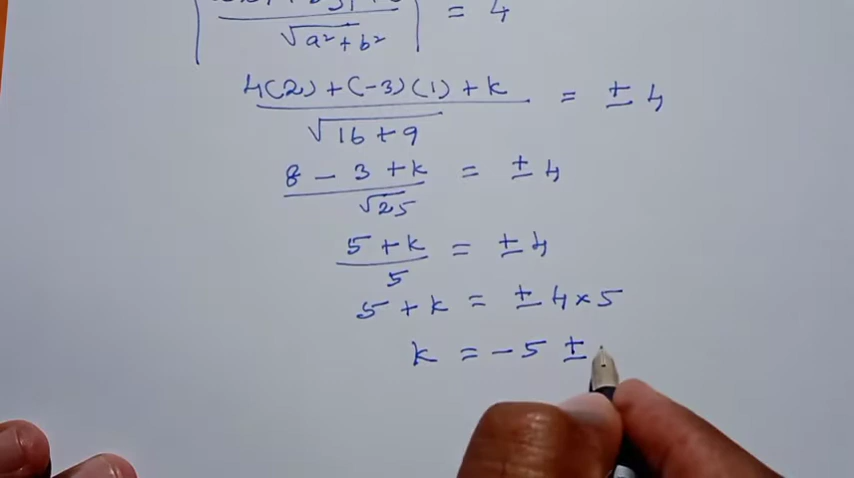 = 4
√a²+b²
4(2) + (-3)(1) + k = ± 4
√16 + 9
8 - 3 + k = ± 4
√25
5 + k = ± 4
5
5 + k = ± 4 × 5
k = - 5 ±